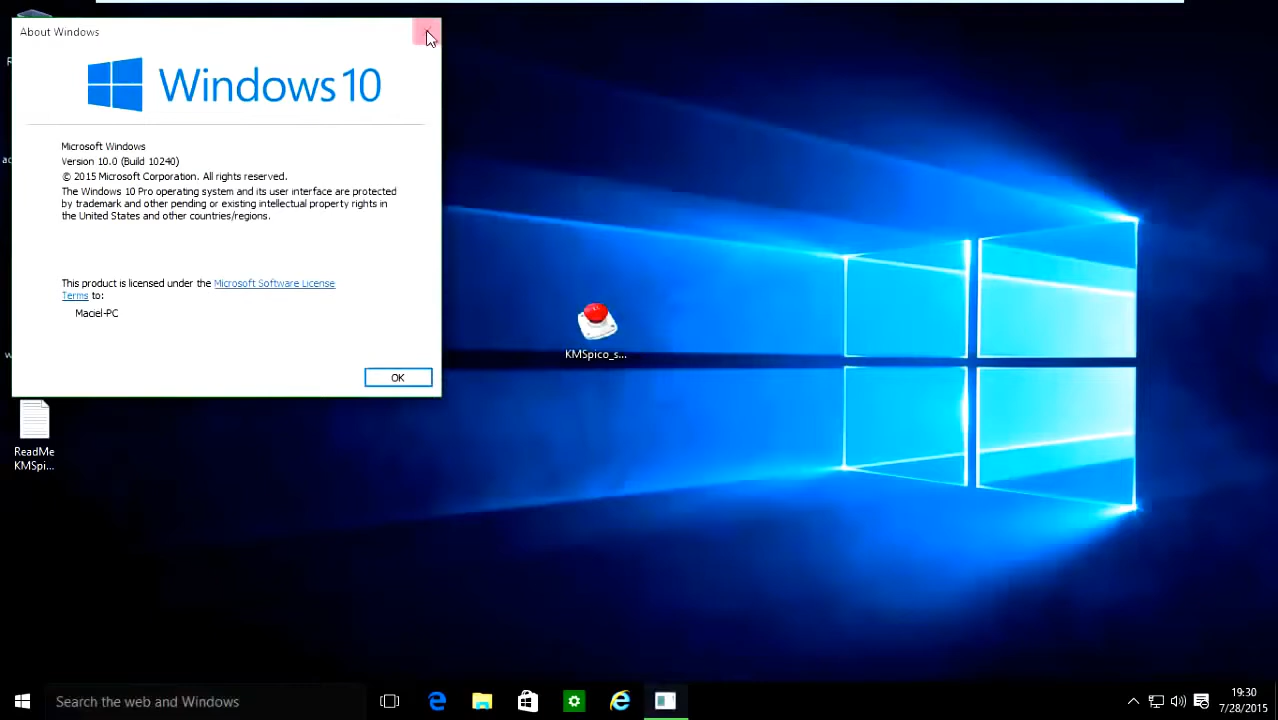 About Windows
Windows 10
Microsoft Windows
Version 10.0 (Build 10240)
© 2015 Microsoft Corporation. All rights reserved.
The Windows 10 Pro operating system and its user interface are protected
by trademark and other pending or existing intellectual property rights in
the United States and other countries/regions.
This product is licensed under the Microsoft Software License
Terms to:
Maciel-PC
OK
KMSpico_s...
ReadMe
KMSpi...
Search the web and Windows
19:30
7/28/2015